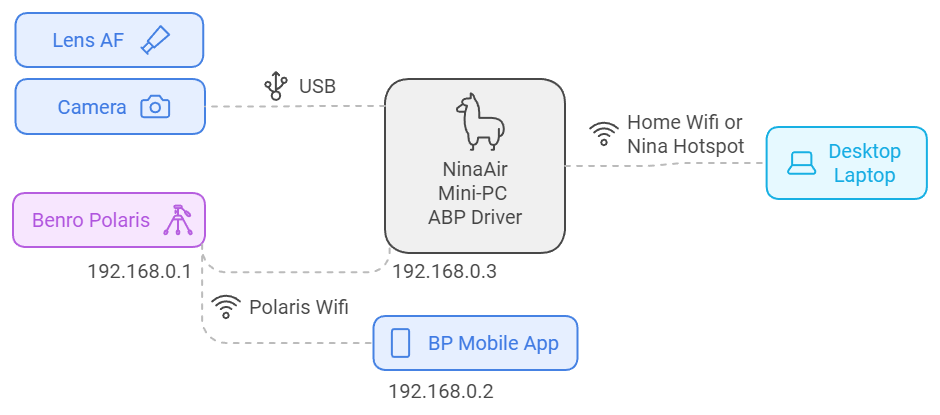 Lens AF
Camera
USB
NinaAir
Mini-PC
ABP Driver
Home Wifi or
Nina Hotspot
Desktop
Laptop
Benro Polaris
192.168.0.1
192.168.0.3
Polaris Wifi
BP Mobile App
192.168.0.2